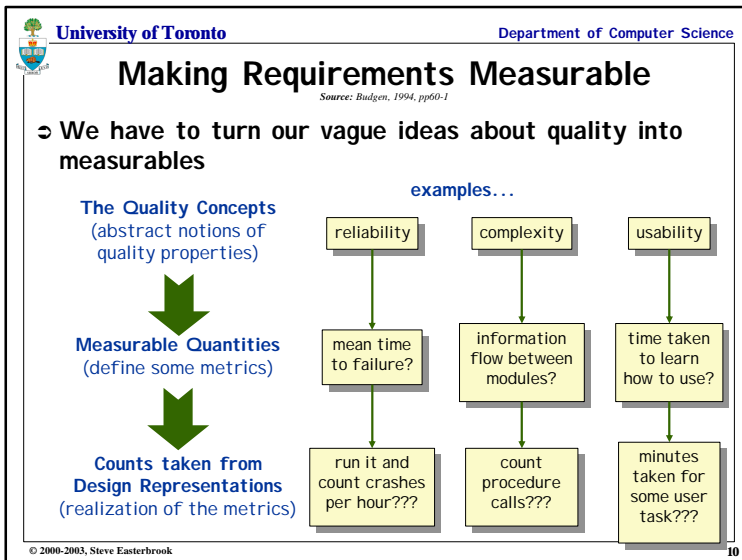 University of Toronto
Department of Computer Science
Making Requirements Measurable
Source: Budgen, 1994, pp60-1
➲ We have to turn our vague ideas about quality into
measurables
examples...
The Quality Concepts
(abstract notions of
quality properties)
reliability
complexity
usability
Measurable Quantities
(define some metrics)
mean time
to failure?
information
flow between
modules?
time taken
to learn
how to use?
Counts taken from
Design Representations
(realization of the metrics)
run it and
count crashes
per hour???
count
procedure
calls???
minutes
taken for
some user
task???
© 2000-2003, Steve Easterbrook
10